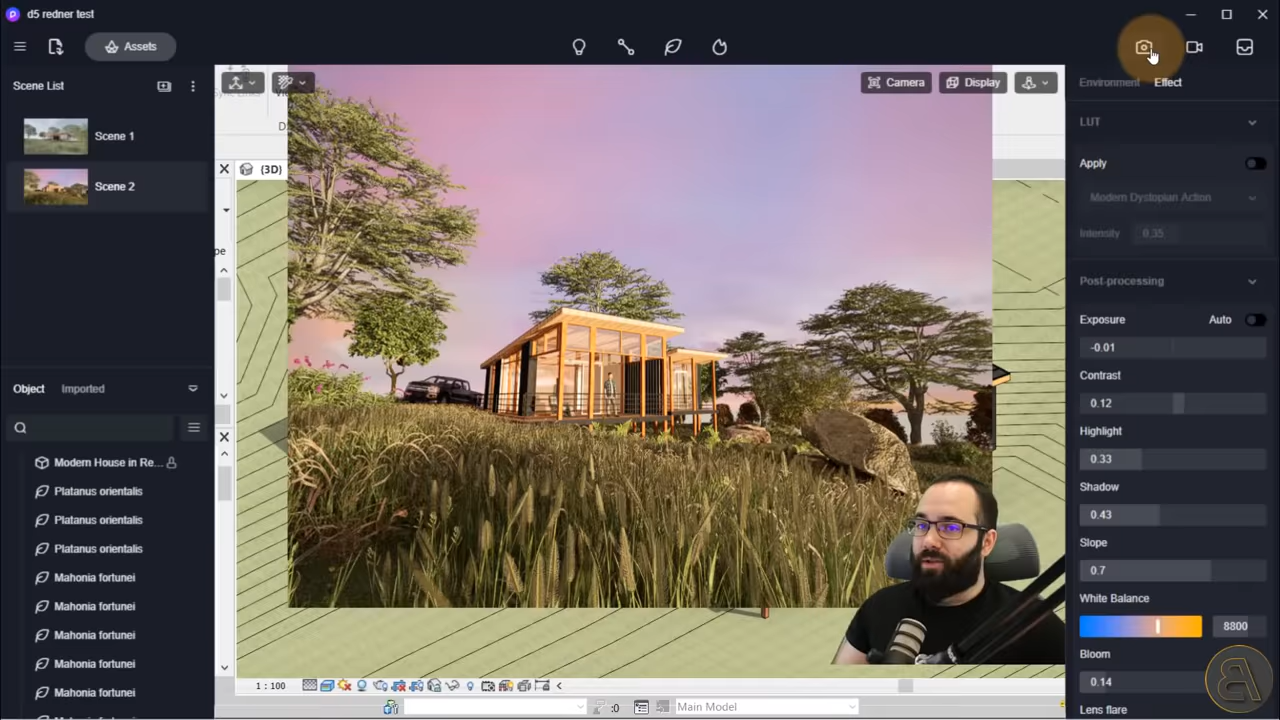 d5 redner test
Assets
Scene List
Scene 1
Scene 2
Object
Imported
Modern House in Re...
Platanus orientalis
Platanus orientalis
Platanus orientalis
Mahonia fortunei
Mahonia fortunei
Mahonia fortunei
Mahonia fortunei
Mahonia fortunei
(3D)
pe
Camera
Display
1 : 100
:0
Main Model
Environment
Effect
LUT
Apply
Modern Dystopian Action
Intensity
0.35
Post-processing
Exposure
Auto
-0.01
Contrast
0.12
Highlight
0.33
Shadow
0.43
Slope
0.7
White Balance
8800
Bloom
0.14
Lens flare